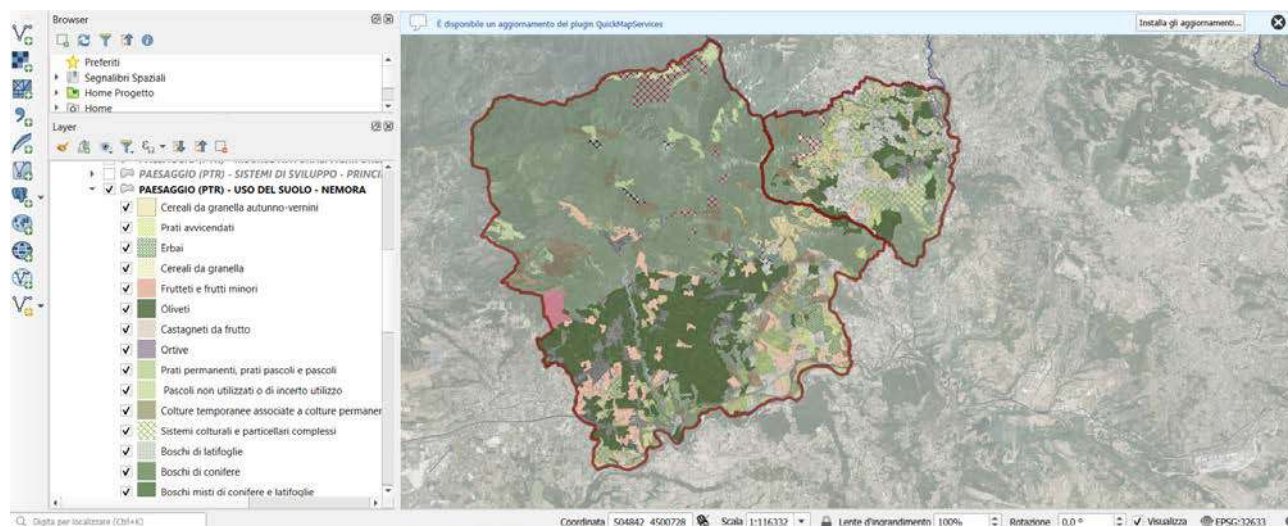 Browser
È disponibile un aggiornamento del plugin QuickMapServices
Installa gli aggiornamento...
Preferiti
Segnalibri Spaziali
Home Progetto
Home
Layer
PAESAGGIO (PTR) - SISTEMI DI SVILUPPO - PRINCI
PAESAGGIO (PTR) - USO DEL SUOLO - NEMORA
Cereali da granella autunno-vernini
Prati avvicendati
Erbai
Cereali da granella
Frutteti e frutti minori
Oliveti
Castagneti da frutto
Ortive
Prati permanenti, prati pascoli e pascoli
Pascoli non utilizzati o di incerto utilizzo
Colture temporanee associate a colture permaner
Sistemi colturali e particellari complessi
Boschi di latifoglie
Boschi di conifere
Boschi misti di conifere e latifoglie
Digita per localizzare (Ctrl+K)
Coordinata 504842 4500728 Scala 1:116332 Lente d'ingrandimento 100% Rotazione 0,0 ° Visualizza EPSG:32633